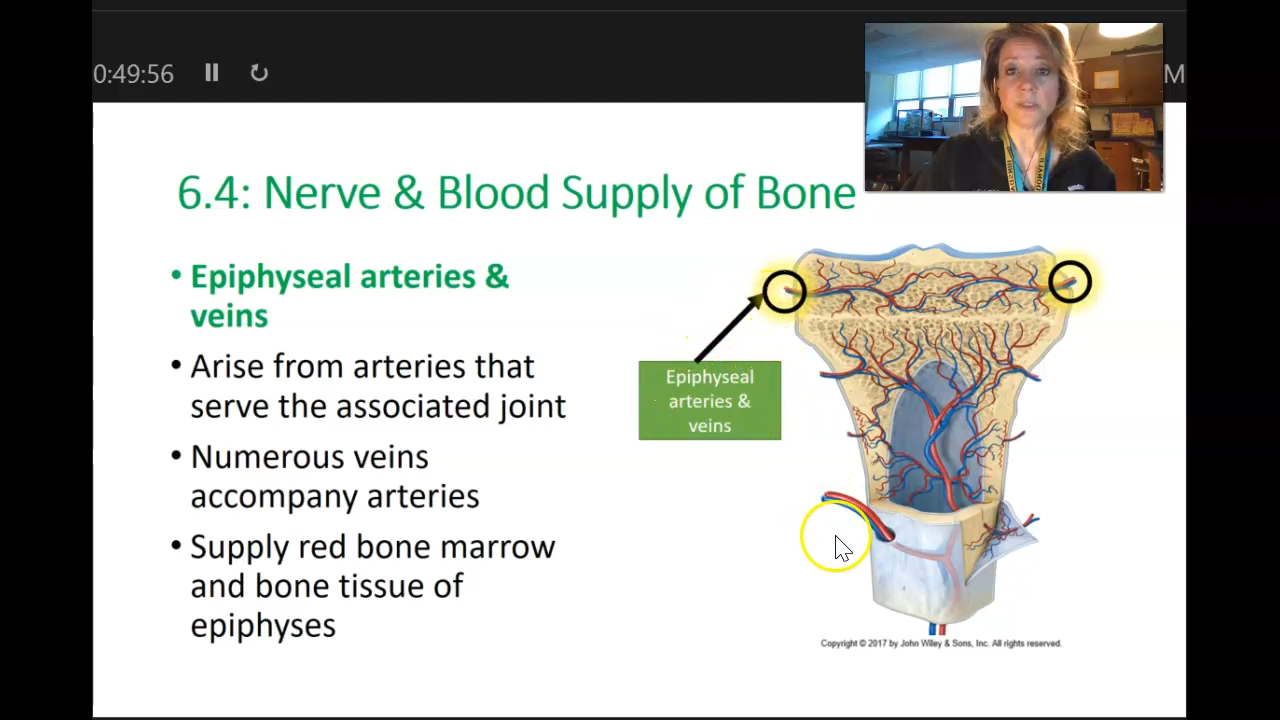 0:49:56
M
6.4: Nerve & Blood Supply of Bone
• Epiphyseal arteries &
veins
• Arise from arteries that
serve the associated joint
• Numerous veins
accompany arteries
• Supply red bone marrow
and bone tissue of
epiphyses
Epiphyseal
arteries &
veins
Copyright © 2017 by John Wiley & Sons, Inc. All rights reserved.